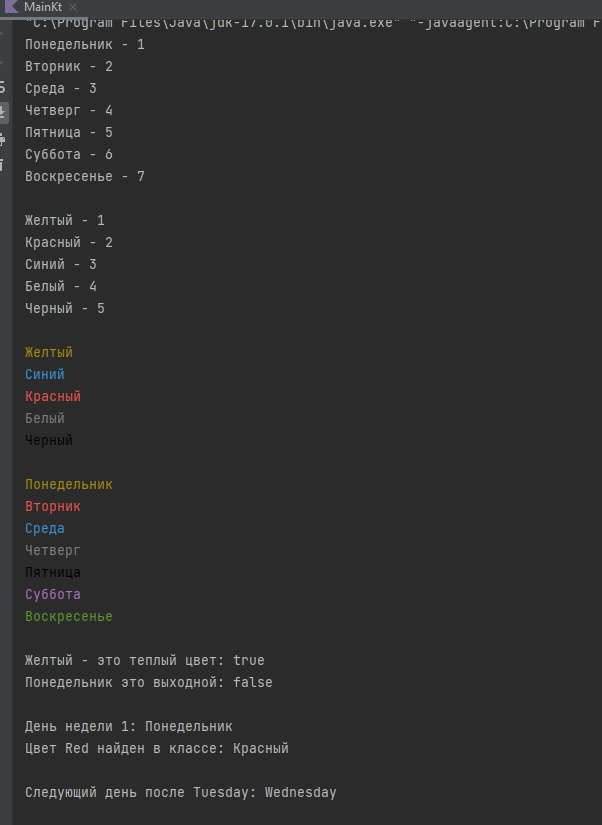 MainKt
"C:\Program Files\Java\jdk-17.0.1\bin\java.exe" "-javaagent:C:\Program F
Понедельник - 1
Вторник - 2
Среда - 3
Четверг - 4
Пятница - 5
Суббота - 6
Воскресенье - 7
Желтый - 1
Красный - 2
Синий - 3
Белый - 4
Черный - 5
Желтый
Синий
Красный
Белый
Черный
Понедельник
Вторник
Среда
Четверг
Пятница
Суббота
Воскресенье
Желтый - это теплый цвет: true
Понедельник это выходной: false
День недели 1: Понедельник
Цвет Red найден в классе: Красный
Следующий день после Tuesday: Wednesday